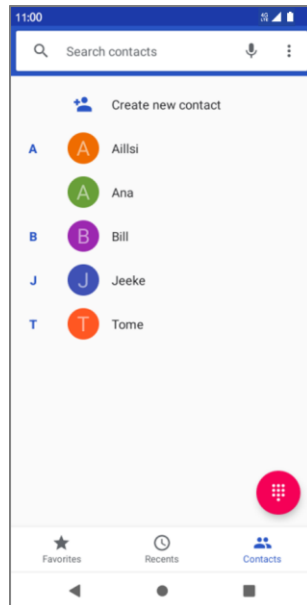 11:00
Search contacts
Create new contact
A A Aillsi
A Ana
B B Bill
J J Jeeke
T T Tome
Favorites Recents Contacts